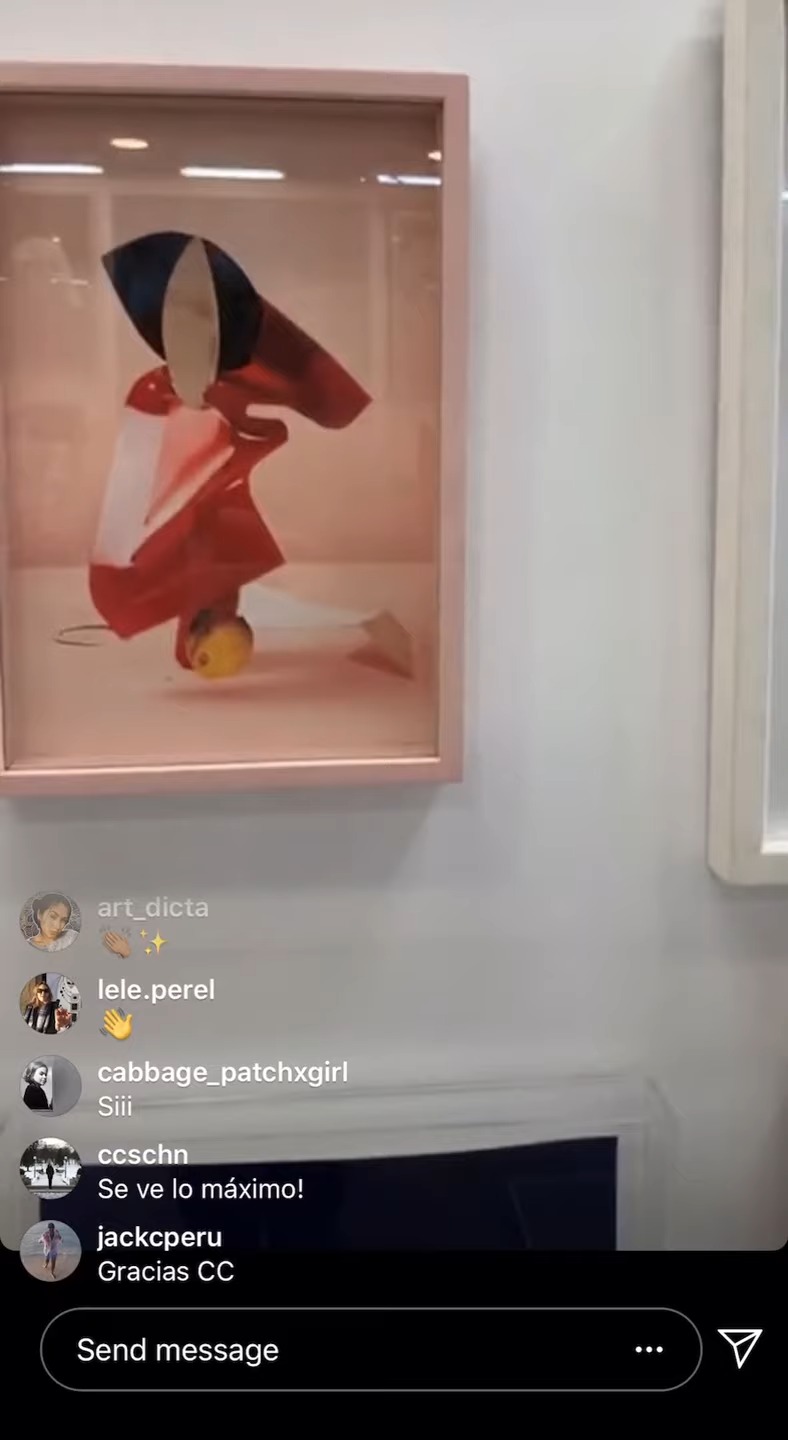 art_dicta
👏🏽✨
lele.perel
👋
cabbage_patchxgirl
Siii
ccschn
Se ve lo máximo!
jackcperu
Gracias CC
Send message